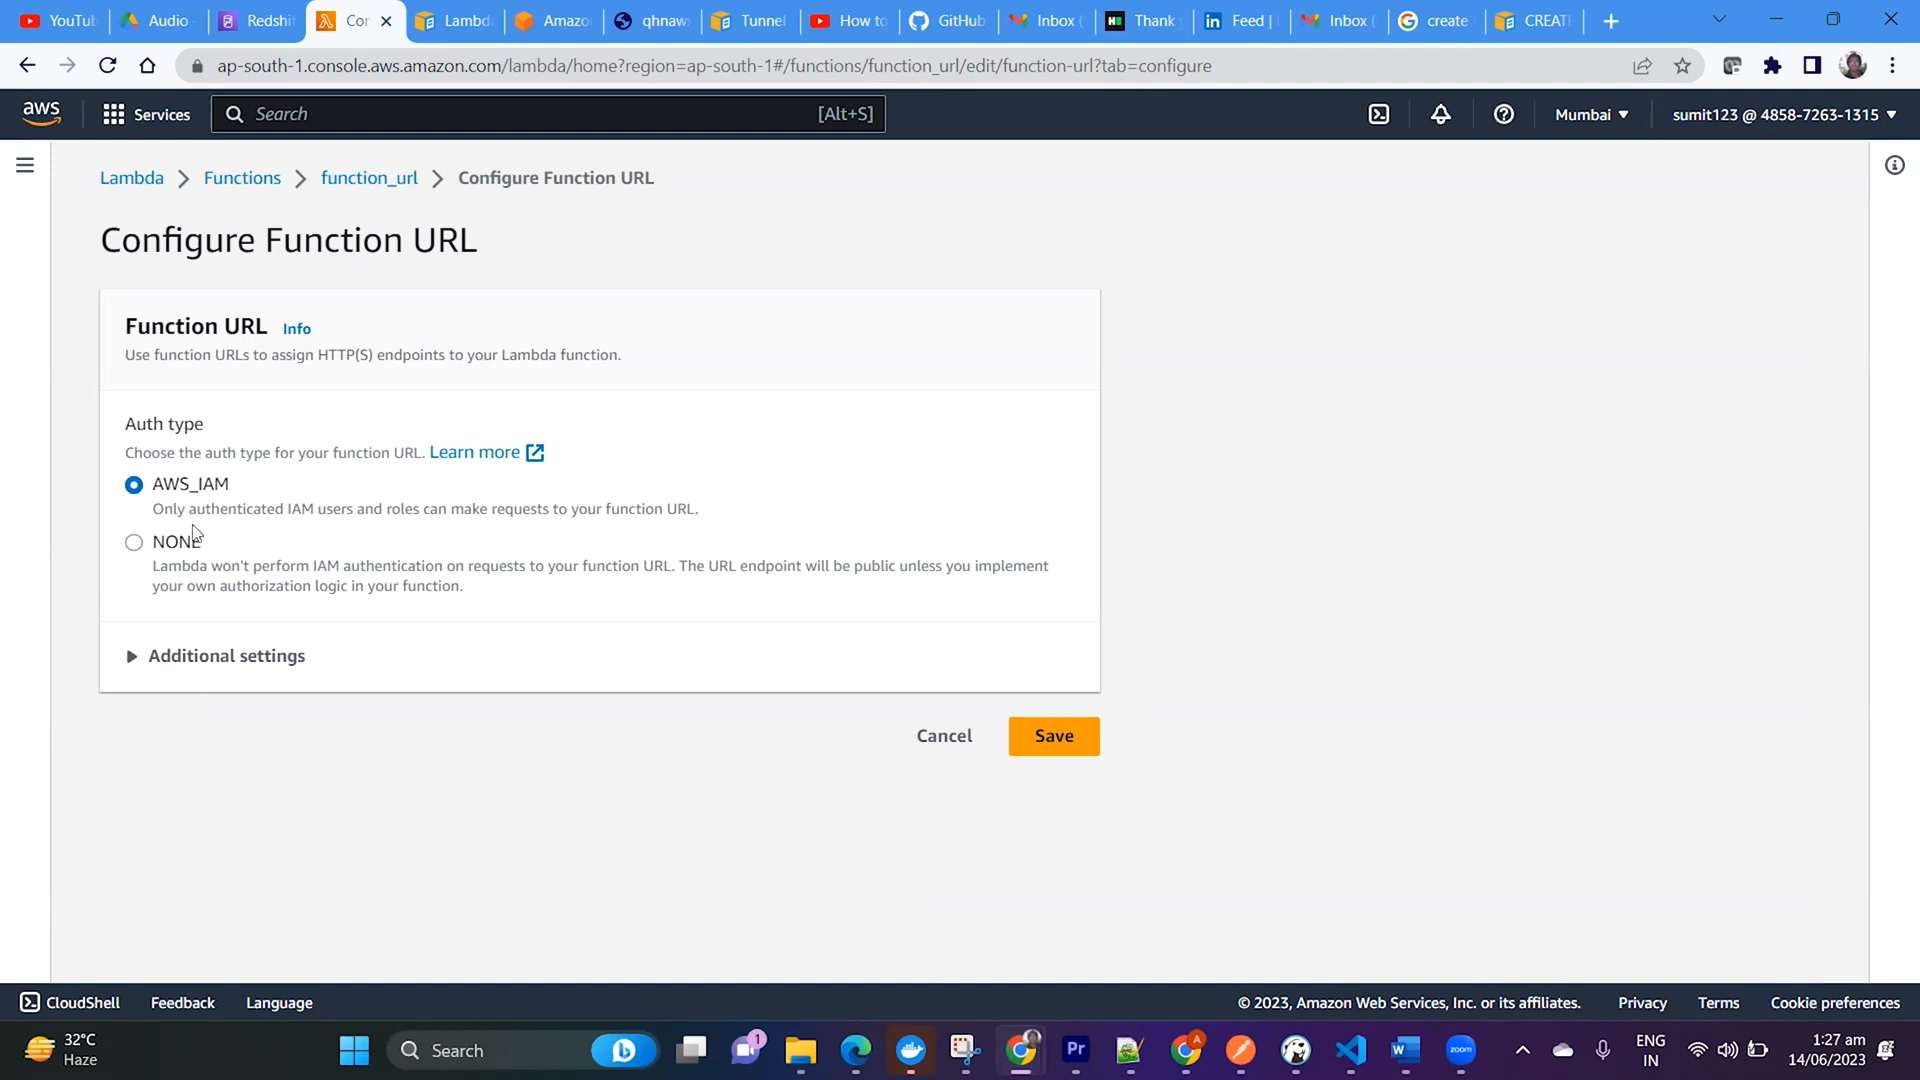 YouTub
Audio
Redshif
Cor
Lambd
Amazo
qhnaw
Tunnel
How to
GitHub
Inbox (
Thank
Feed |
Inbox (
create
CREATE
ap-south-1.console.aws.amazon.com/lambda/home?region=ap-south-1#/functions/function_url/edit/function-url?tab=configure
aws
Services
Search
[Alt+S]
Mumbai
sumit123 @ 4858-7263-1315
Lambda
Functions
function_url
Configure Function URL
Configure Function URL
Function URL Info
Use function URLs to assign HTTP(S) endpoints to your Lambda function.
Auth type
Choose the auth type for your function URL. Learn more
AWS_IAM
Only authenticated IAM users and roles can make requests to your function URL.
NONE
Lambda won't perform IAM authentication on requests to your function URL. The URL endpoint will be public unless you implement
your own authorization logic in your function.
Additional settings
Cancel
Save
CloudShell
Feedback
Language
© 2023, Amazon Web Services, Inc. or its affiliates.
Privacy
Terms
Cookie preferences
32°C
Haze
Search
1
Pr
A
W
zoom
ENG
IN
1:27 am
14/06/2023